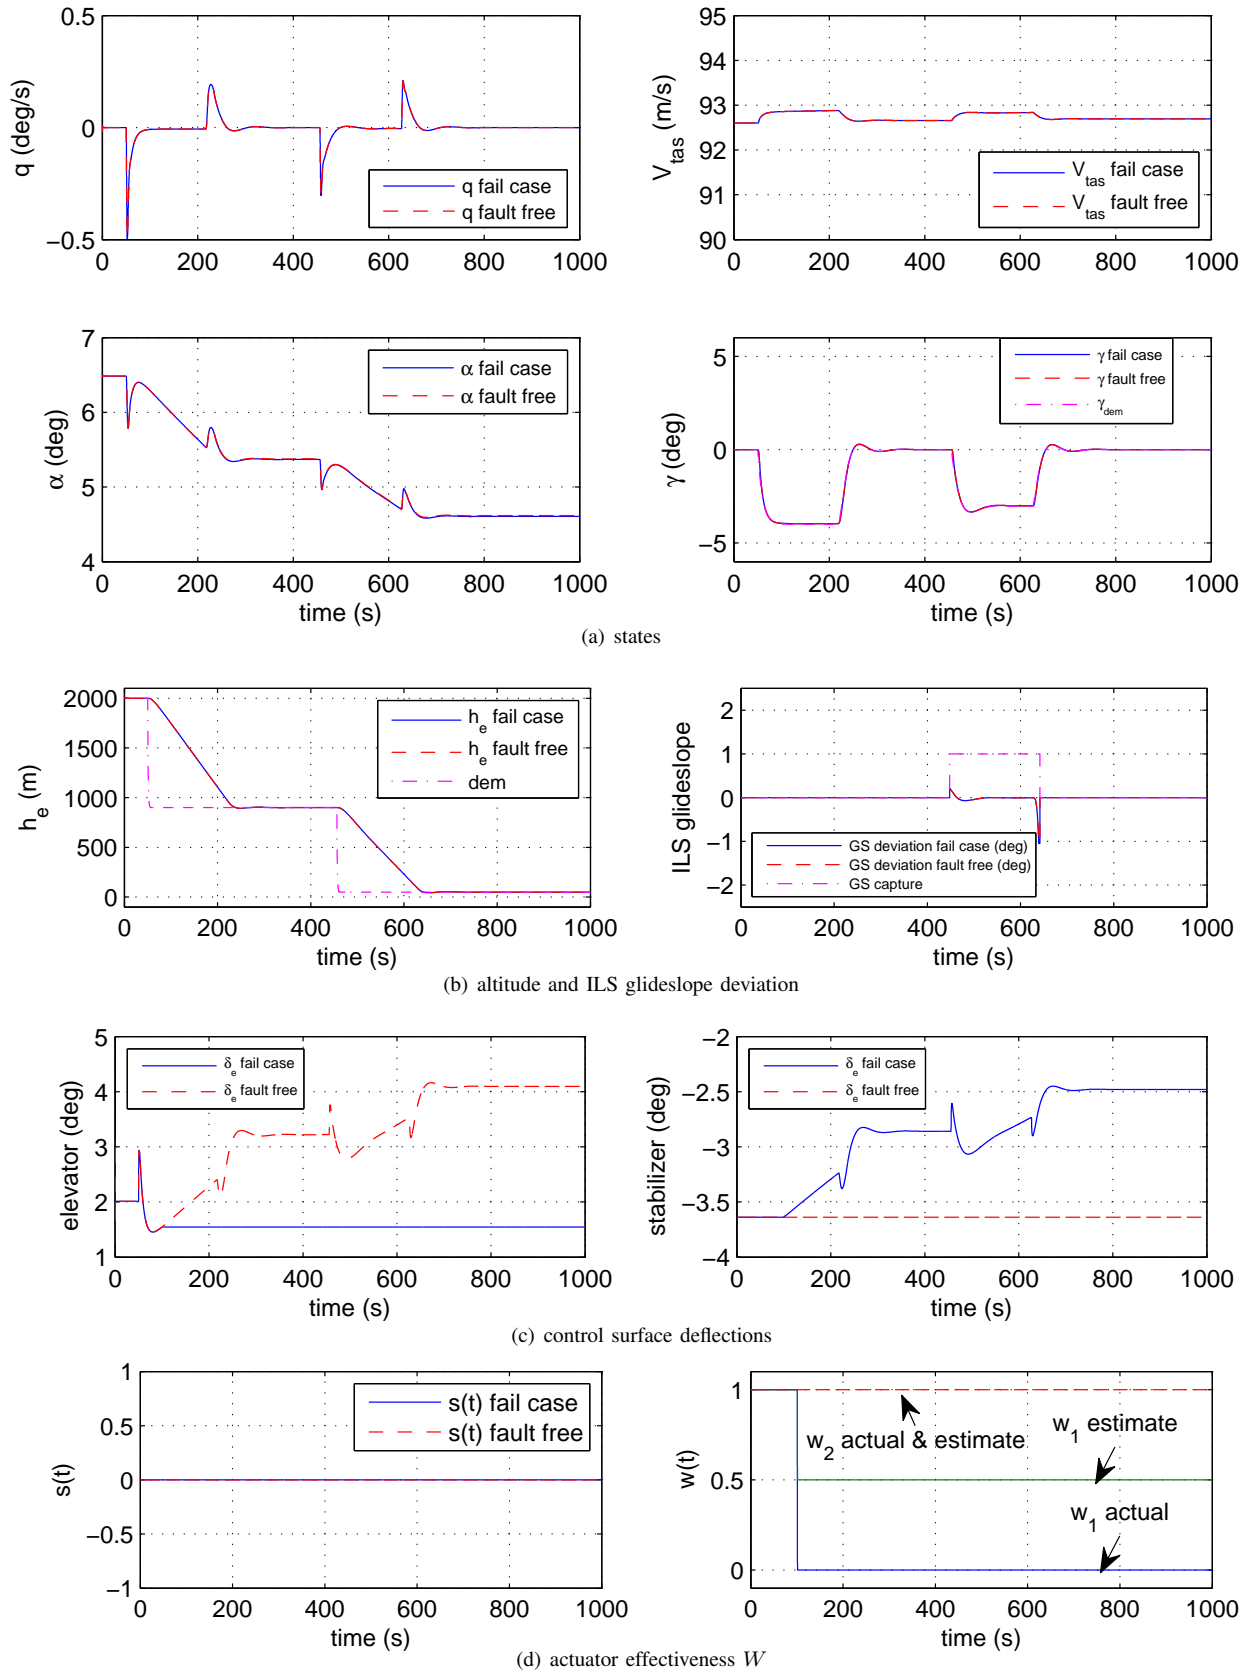 0.5
0
−0.5
q (deg/s)
q fail case
q fault free
0 200 400 600 800 1000
95
94
93
92
91
90
V_tas (m/s)
V_tas fail case
V_tas fault free
0 200 400 600 800 1000
7
6
5
4
α (deg)
α fail case
α fault free
0 200 400 600 800 1000
time (s)
5
0
−5
γ (deg)
γ fail case
γ fault free
γ_dem
0 200 400 600 800 1000
time (s)
(a) states
2000
1500
1000
500
0
h_e (m)
h_e fail case
h_e fault free
dem
0 200 400 600 800 1000
time (s)
2
1
0
−1
−2
ILS glideslope
GS deviation fail case (deg)
GS deviation fault free (deg)
GS capture
0 200 400 600 800 1000
time (s)
(b) altitude and ILS glideslope deviation
5
4
3
2
1
elevator (deg)
δ_e fail case
δ_e fault free
0 200 400 600 800 1000
time (s)
−2
−2.5
−3
−3.5
−4
stabilizer (deg)
δ_e fail case
δ_e fault free
0 200 400 600 800 1000
time (s)
(c) control surface deflections
1
0.5
0
−0.5
−1
s(t)
s(t) fail case
s(t) fault free
0 200 400 600 800 1000
time (s)
1
0.5
0
w(t)
w_2 actual & estimate
w_1 estimate
w_1 actual
0 200 400 600 800 1000
time (s)
(d) actuator effectiveness W